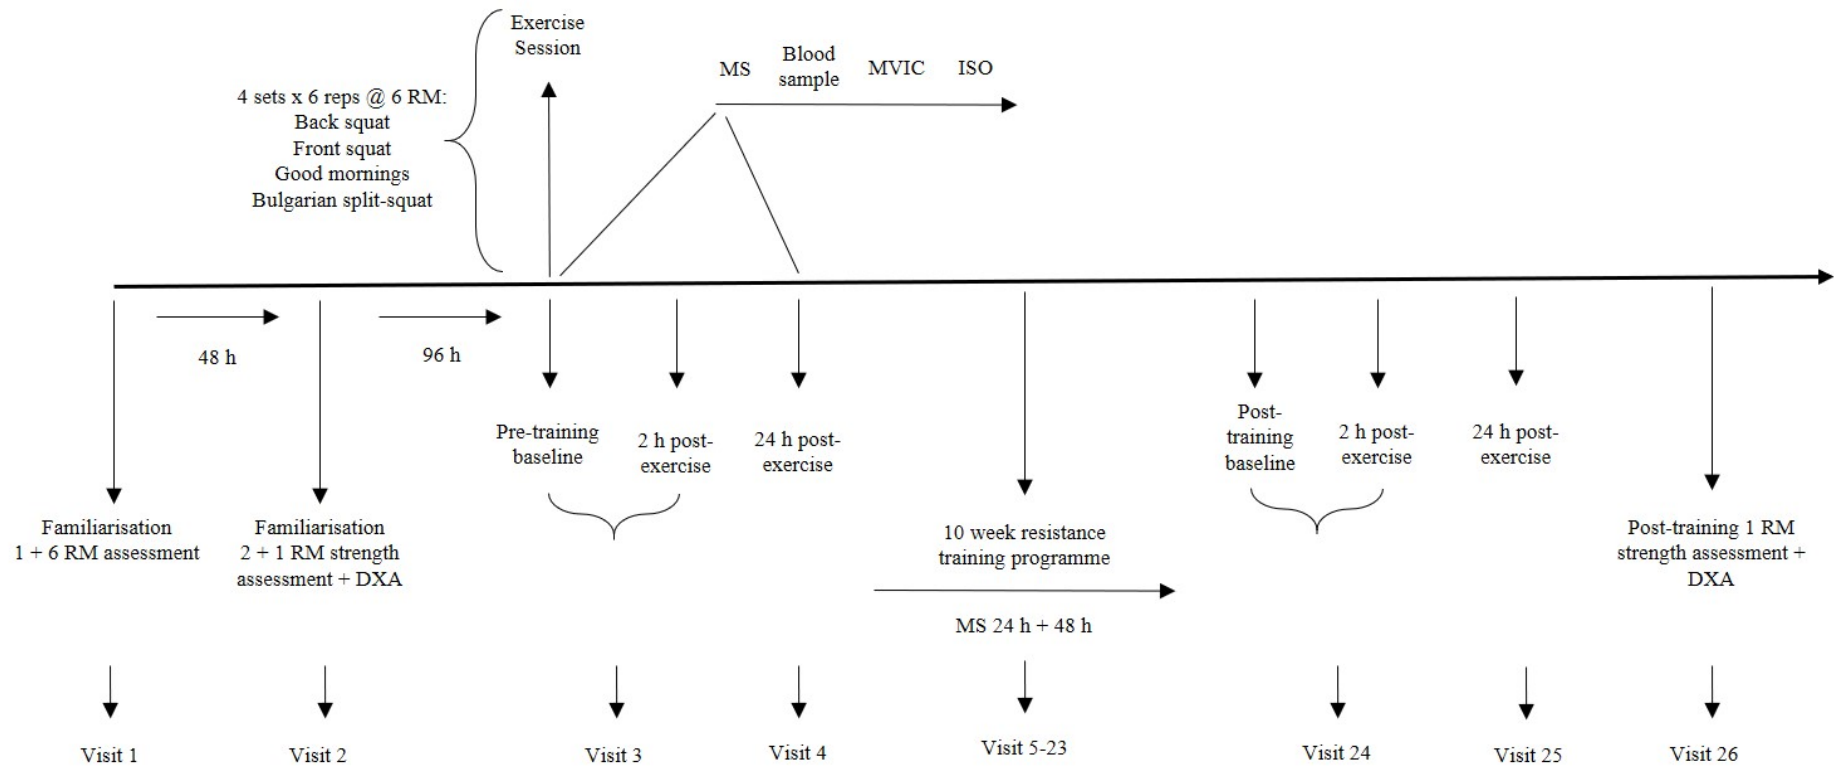 Exercise
Session
4 sets x 6 reps @ 6 RM:
Back squat
Front squat
Good mornings
Bulgarian split-squat
MS
Blood
sample
MVIC
ISO
48 h
96 h
Pre-training
baseline
2 h post-
exercise
24 h post-
exercise
Post-
training
baseline
2 h post-
exercise
24 h post-
exercise
Familiarisation
1 + 6 RM assessment
Familiarisation
2 + 1 RM strength
assessment + DXA
10 week resistance
training programme
MS 24 h + 48 h
Post-training 1 RM
strength assessment +
DXA
Visit 1
Visit 2
Visit 3
Visit 4
Visit 5-23
Visit 24
Visit 25
Visit 26